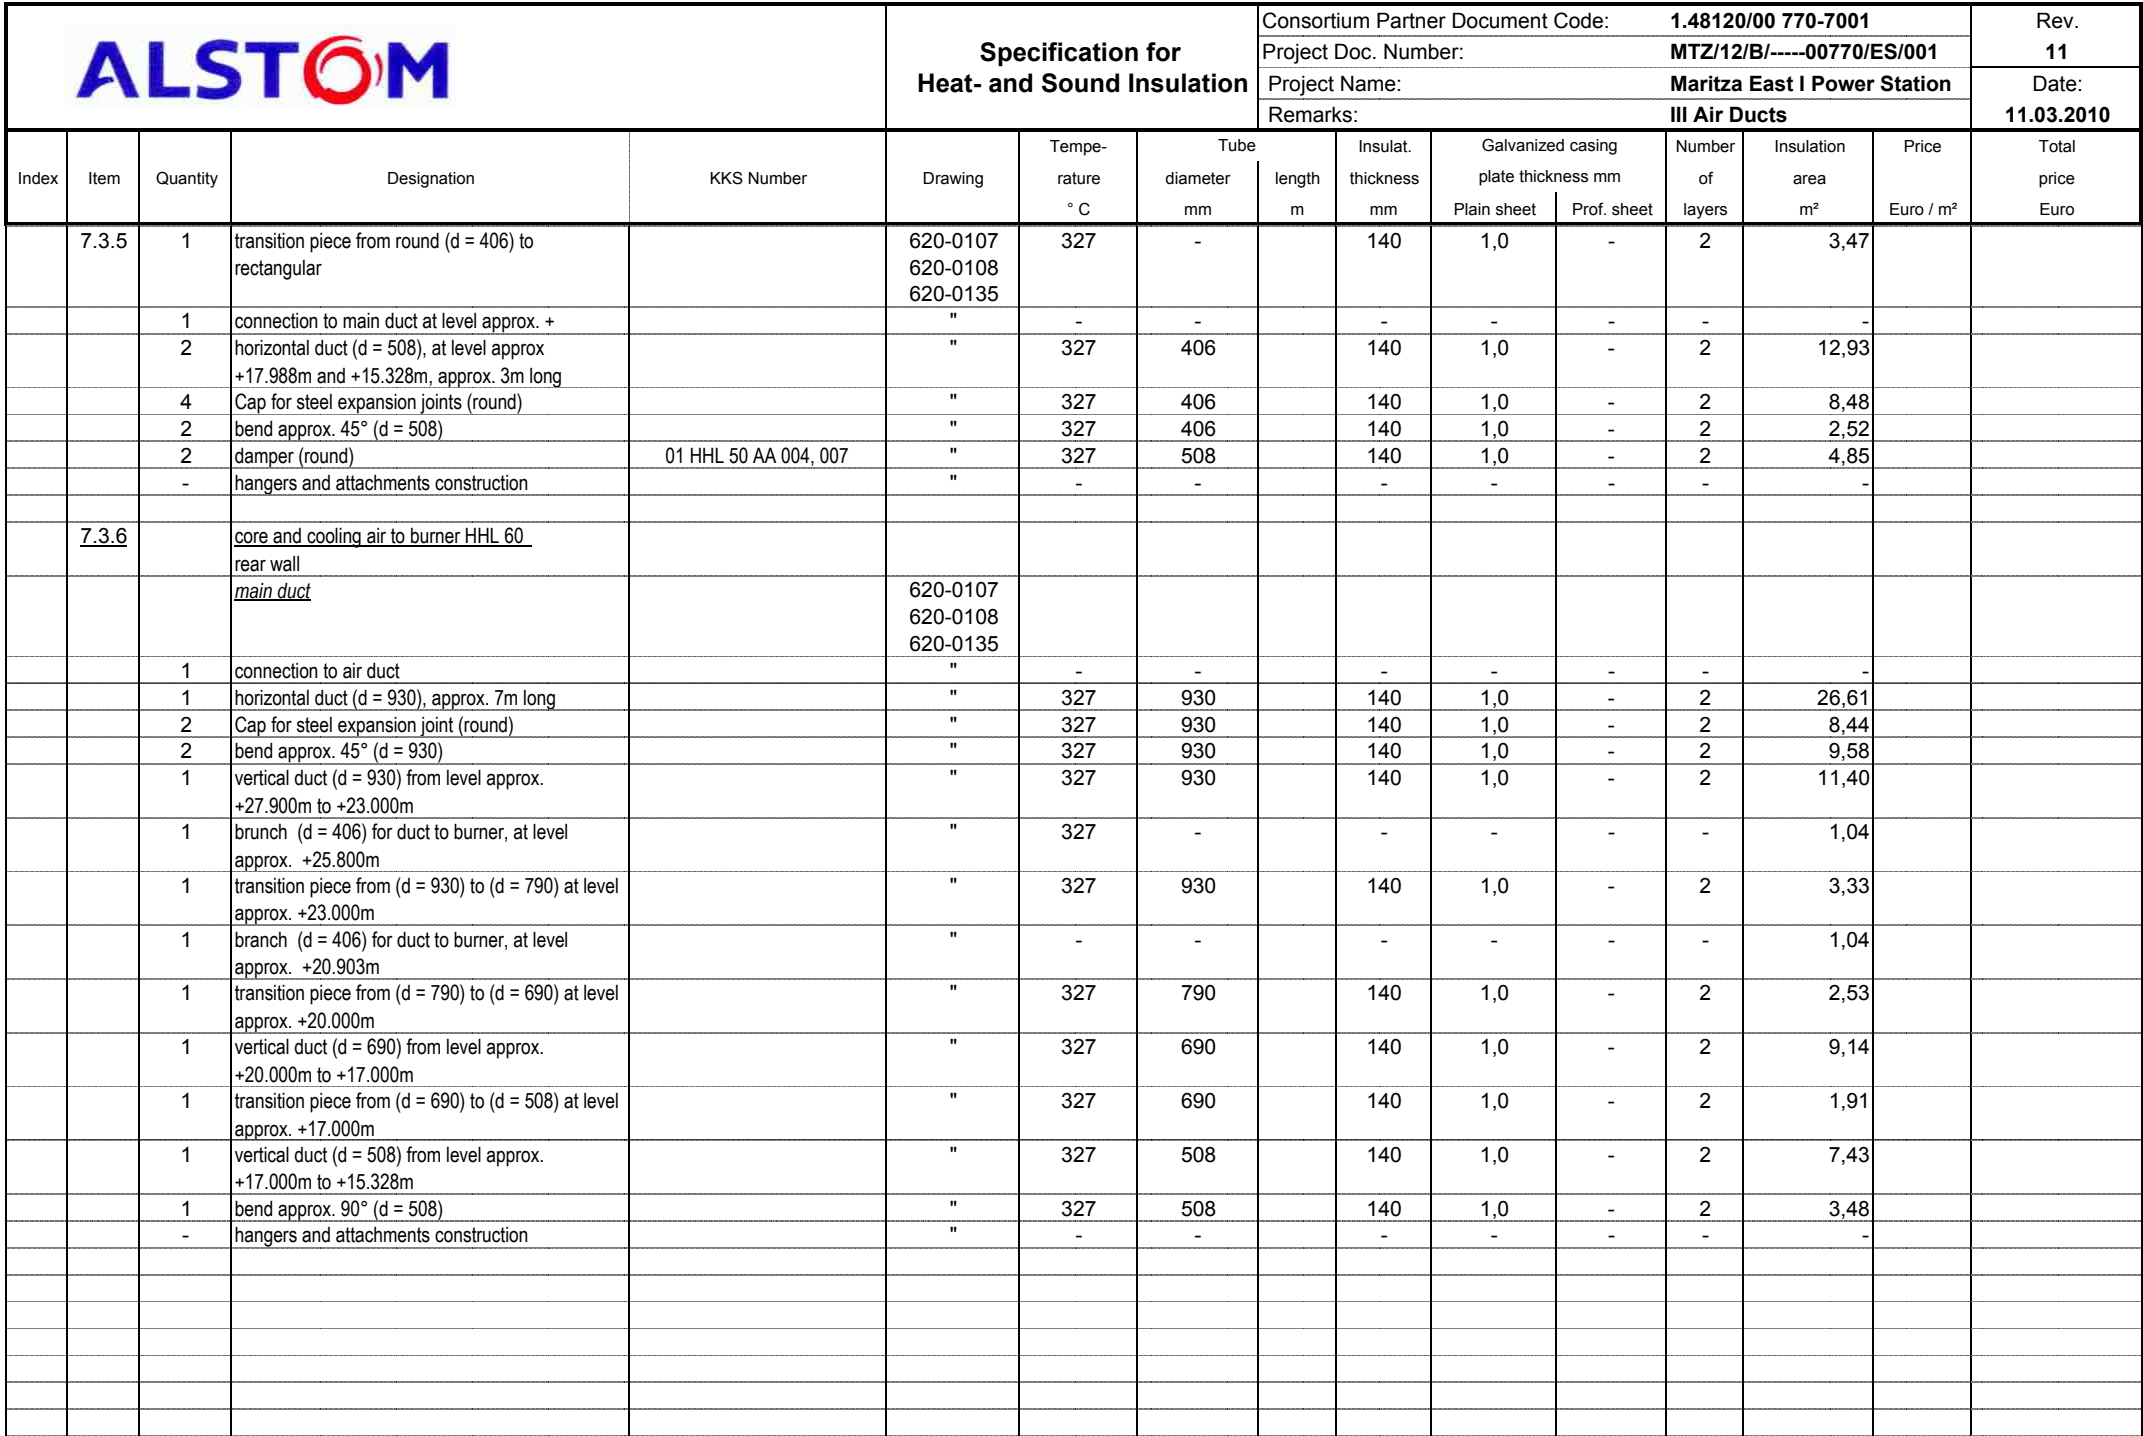 ALSTOM
Specification for
Heat- and Sound Insulation
Consortium Partner Document Code: 1.48120/00 770-7001
Project Doc. Number: MTZ/12/B/-----00770/ES/001
Project Name: Maritza East I Power Station
Remarks: III Air Ducts
Rev.
11
Date:
11.03.2010
Tempe- Tube Insulat. Galvanized casing Number Insulation Price Total
Index Item Quantity Designation KKS Number Drawing rature diameter length thickness plate thickness mm of area price
° C mm m mm Plain sheet Prof. sheet layers m² Euro / m² Euro
7.3.5 1 transition piece from round (d = 406) to 620-0107 327 - 140 1,0 - 2 3,47
rectangular 620-0108
620-0135
1 connection to main duct at level approx. + " - - - - - - -
2 horizontal duct (d = 508), at level approx " 327 406 140 1,0 - 2 12,93
+17.988m and +15.328m, approx. 3m long
4 Cap for steel expansion joints (round) " 327 406 140 1,0 - 2 8,48
2 bend approx. 45° (d = 508) " 327 406 140 1,0 - 2 2,52
2 damper (round) 01 HHL 50 AA 004, 007 " 327 508 140 1,0 - 2 4,85
- hangers and attachments construction " - - - - - - -
7.3.6 core and cooling air to burner HHL 60
rear wall
main duct 620-0107
620-0108
620-0135
1 connection to air duct " - - - - - - -
1 horizontal duct (d = 930), approx. 7m long " 327 930 140 1,0 - 2 26,61
2 Cap for steel expansion joint (round) " 327 930 140 1,0 - 2 8,44
2 bend approx. 45° (d = 930) " 327 930 140 1,0 - 2 9,58
1 vertical duct (d = 930) from level approx. " 327 930 140 1,0 - 2 11,40
+27.900m to +23.000m
1 brunch (d = 406) for duct to burner, at level " 327 - - - - - 1,04
approx. +25.800m
1 transition piece from (d = 930) to (d = 790) at level " 327 930 140 1,0 - 2 3,33
approx. +23.000m
1 branch (d = 406) for duct to burner, at level " - - - - - - 1,04
approx. +20.903m
1 transition piece from (d = 790) to (d = 690) at level " 327 790 140 1,0 - 2 2,53
approx. +20.000m
1 vertical duct (d = 690) from level approx. " 327 690 140 1,0 - 2 9,14
+20.000m to +17.000m
1 transition piece from (d = 690) to (d = 508) at level " 327 690 140 1,0 - 2 1,91
approx. +17.000m
1 vertical duct (d = 508) from level approx. " 327 508 140 1,0 - 2 7,43
+17.000m to +15.328m
1 bend approx. 90° (d = 508) " 327 508 140 1,0 - 2 3,48
- hangers and attachments construction " - - - - - - -